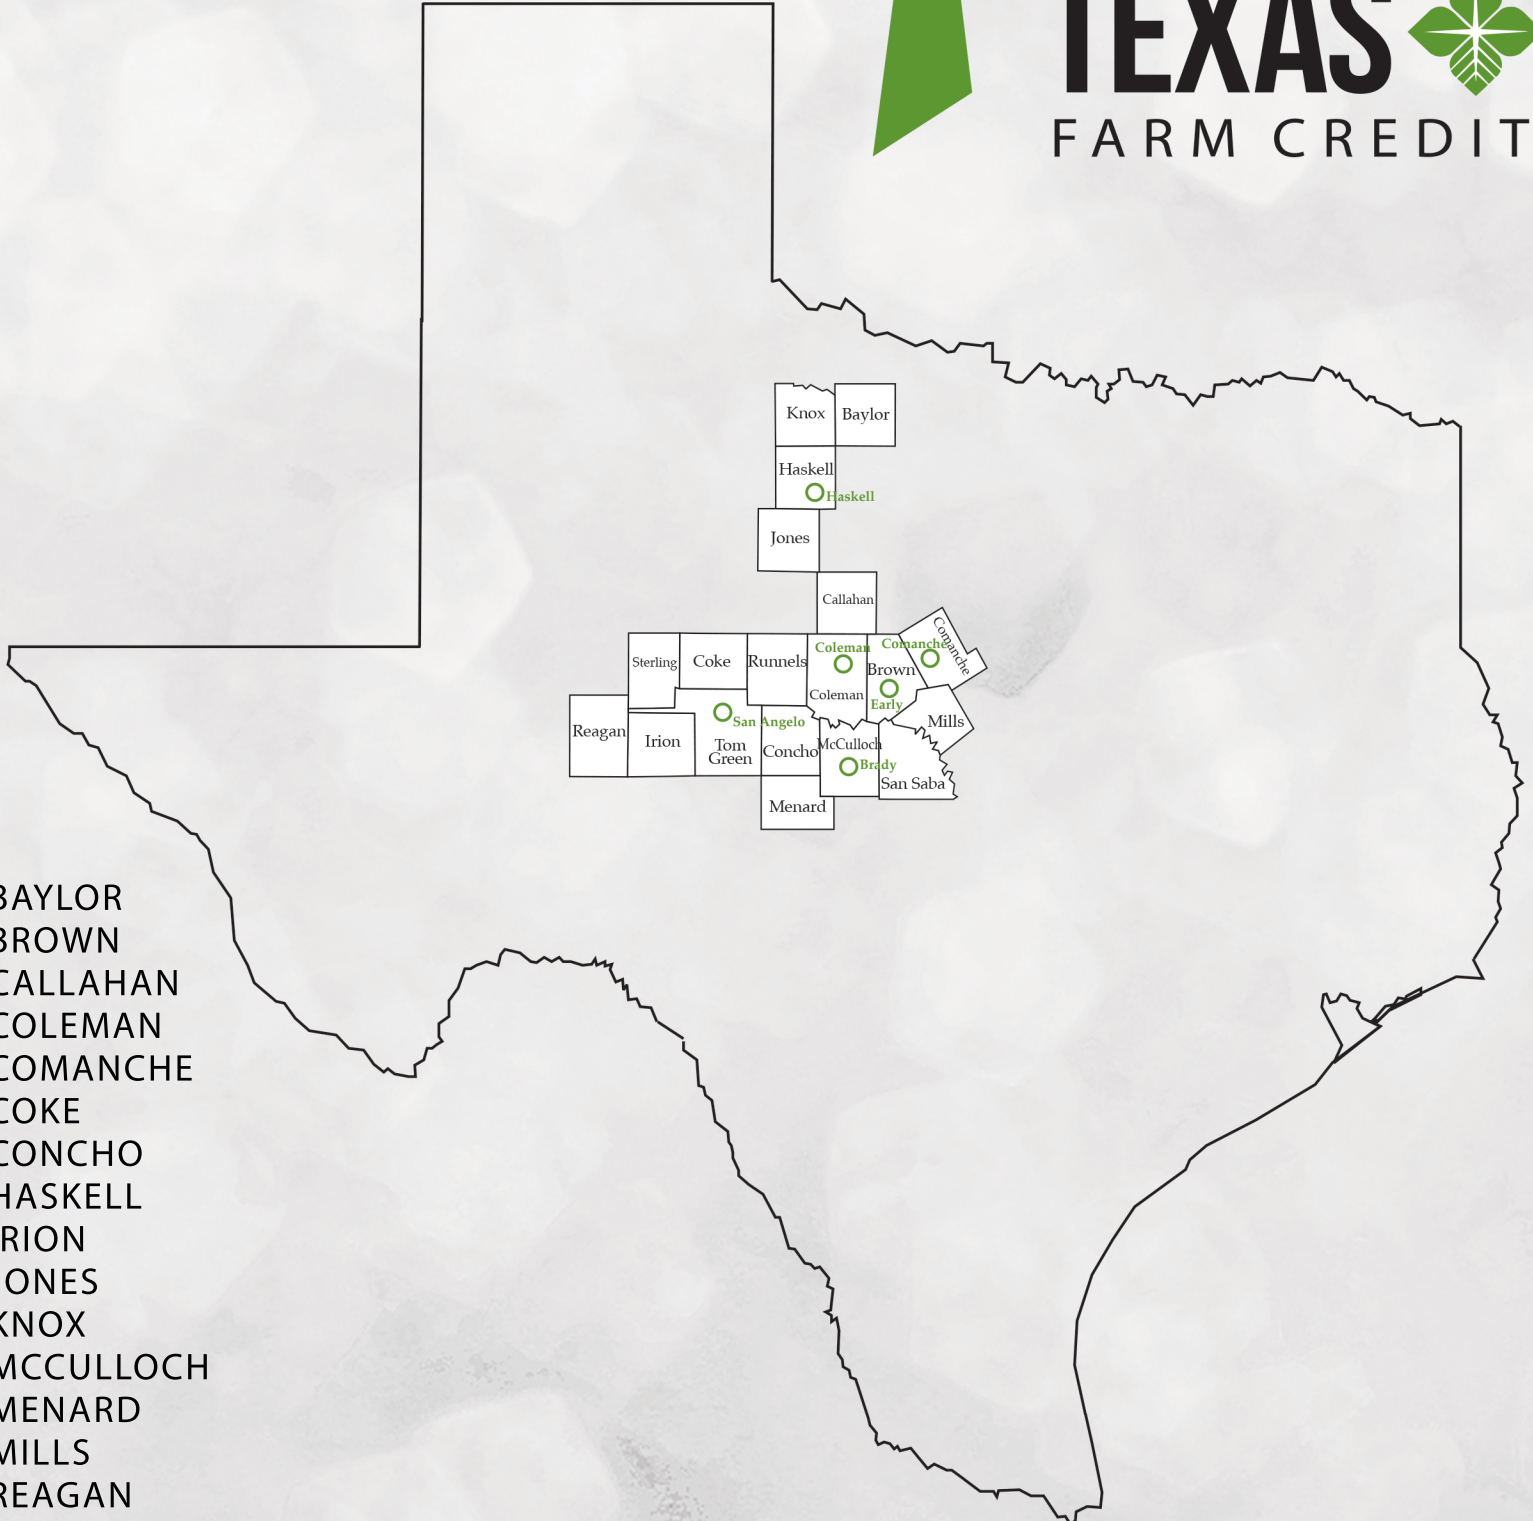 TEXAS
FARM CREDIT
Knox
Baylor
Haskell
Haskell
Jones
Callahan
Comanche
Comanche
Coleman
Sterling
Coke
Runnels
Brown
Coleman
Early
San Angelo
Mills
Reagan
Irion
Tom
Green
Concho
McCulloch
Brady
San Saba
Menard
BAYLOR
BROWN
CALLAHAN
COLEMAN
COMANCHE
COKE
CONCHO
HASKELL
IRION
JONES
KNOX
MCCULLOCH
MENARD
MILLS
REAGAN